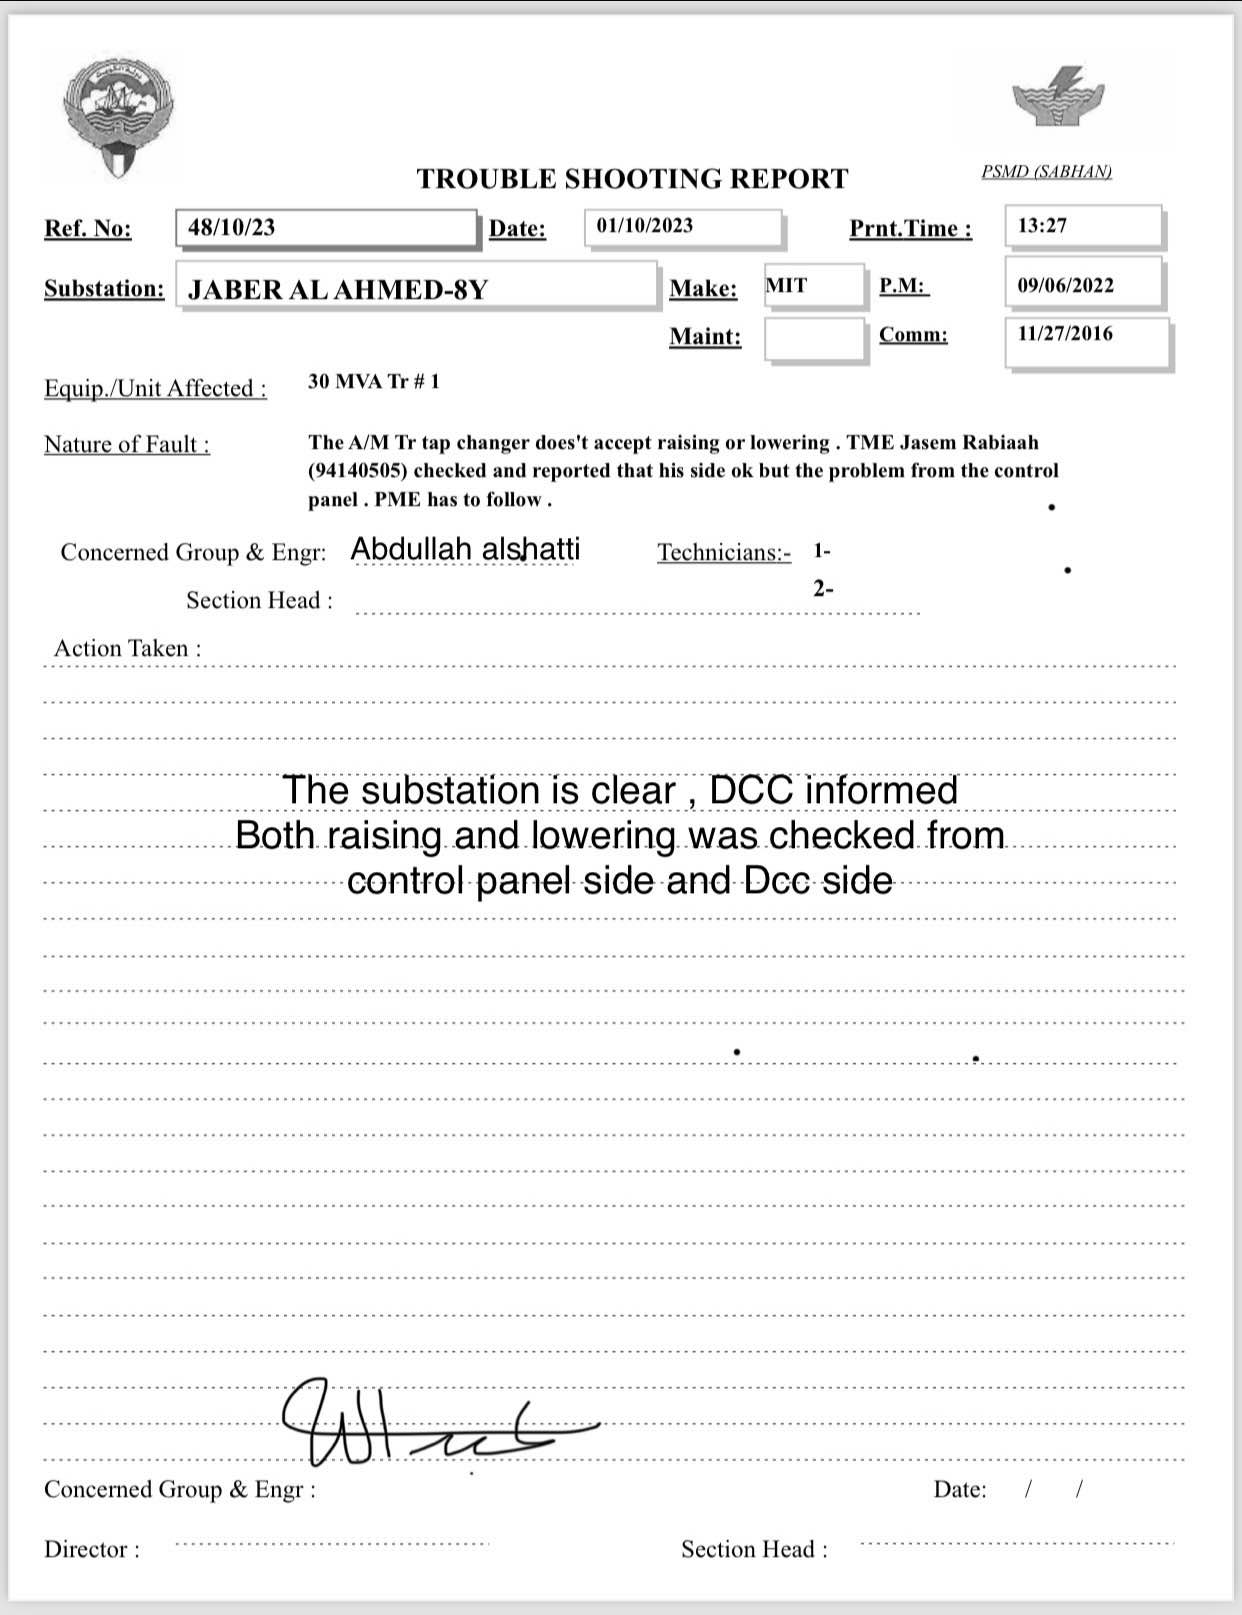 PSMD (SABHAN)
TROUBLE SHOOTING REPORT
Ref. No: 48/10/23 Date: 01/10/2023 Prnt.Time : 13:27
Substation: JABER AL AHMED-8Y Make: MIT P.M: 09/06/2022
Maint: Comm: 11/27/2016
Equip./Unit Affected : 30 MVA Tr # 1
Nature of Fault : The A/M Tr tap changer does't accept raising or lowering . TME Jasem Rabiaah
(94140505) checked and reported that his side ok but the problem from the control
panel . PME has to follow .
Concerned Group & Engr: Abdullah alshatti Technicians:- 1-
2-
Section Head :
Action Taken :
The substation is clear , DCC informed
Both raising and lowering was checked from
control panel side and Dcc side
Concerned Group & Engr : Date: / /
Director : Section Head :